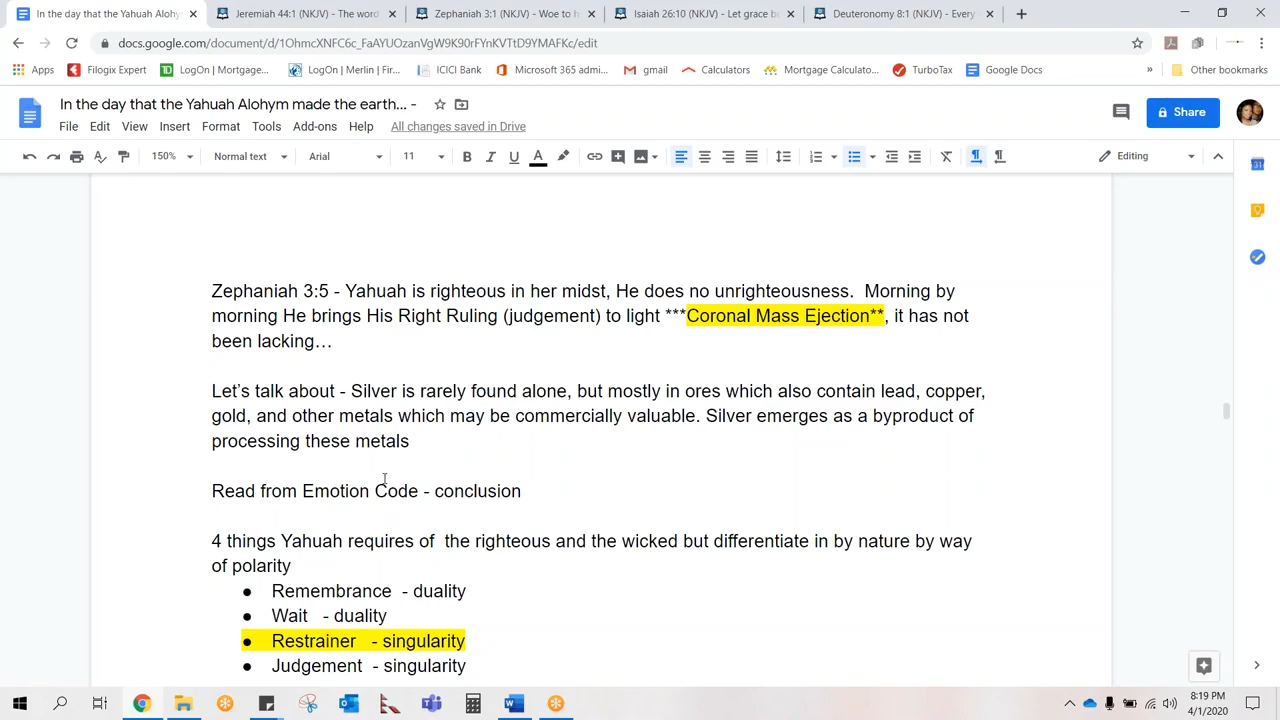 In the day that the Yahuah Alohym
Jeremiah 44:1 (NKJV) - The word
Zephaniah 3:1 (NKJV) - Woe to h
Isaiah 26:10 (NKJV) - Let grace b
Deuteronomy 8:1 (NKJV) - Every
docs.google.com/document/d/1OhmcXNFC6c_FaAYUOzanVgW9K90rFYnKVTtD9YMAFKc/edit
Apps
Filogix Expert
LogOn | Mortgage...
LogOn | Merlin | Fir...
ICICI Bank
Microsoft 365 admi...
gmail
Calculators
Mortgage Calculato...
TurboTax
Google Docs
»
Other bookmarks
In the day that the Yahuah Alohym made the earth... -
Share
File Edit View Insert Format Tools Add-ons Help All changes saved in Drive
150% Normal text Arial 11 B I U A Editing
31
Zephaniah 3:5 - Yahuah is righteous in her midst, He does no unrighteousness. Morning by
morning He brings His Right Ruling (judgement) to light ***Coronal Mass Ejection**, it has not
been lacking…
Let's talk about - Silver is rarely found alone, but mostly in ores which also contain lead, copper,
gold, and other metals which may be commercially valuable. Silver emerges as a byproduct of
processing these metals
Read from Emotion Code - conclusion
4 things Yahuah requires of the righteous and the wicked but differentiate in by nature by way
of polarity
● Remembrance - duality
● Wait - duality
● Restrainer - singularity
● Judgement - singularity
8:19 PM
4/1/2020